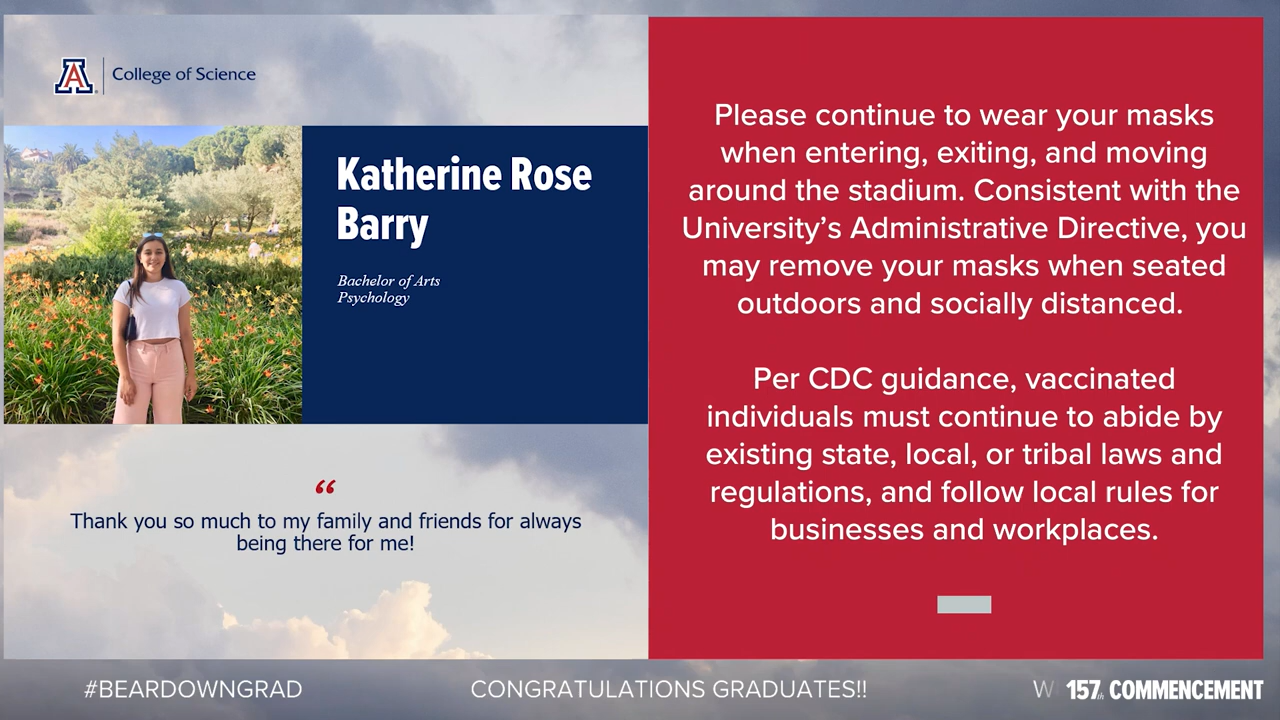 A
College of Science
Katherine Rose
Barry
Bachelor of Arts
Psychology
“
Thank you so much to my family and friends for always
being there for me!
Please continue to wear your masks
when entering, exiting, and moving
around the stadium. Consistent with the
University’s Administrative Directive, you
may remove your masks when seated
outdoors and socially distanced.
Per CDC guidance, vaccinated
individuals must continue to abide by
existing state, local, or tribal laws and
regulations, and follow local rules for
businesses and workplaces.
#BEARDOWNGRAD CONGRATULATIONS GRADUATES!! 157th COMMENCEMENT